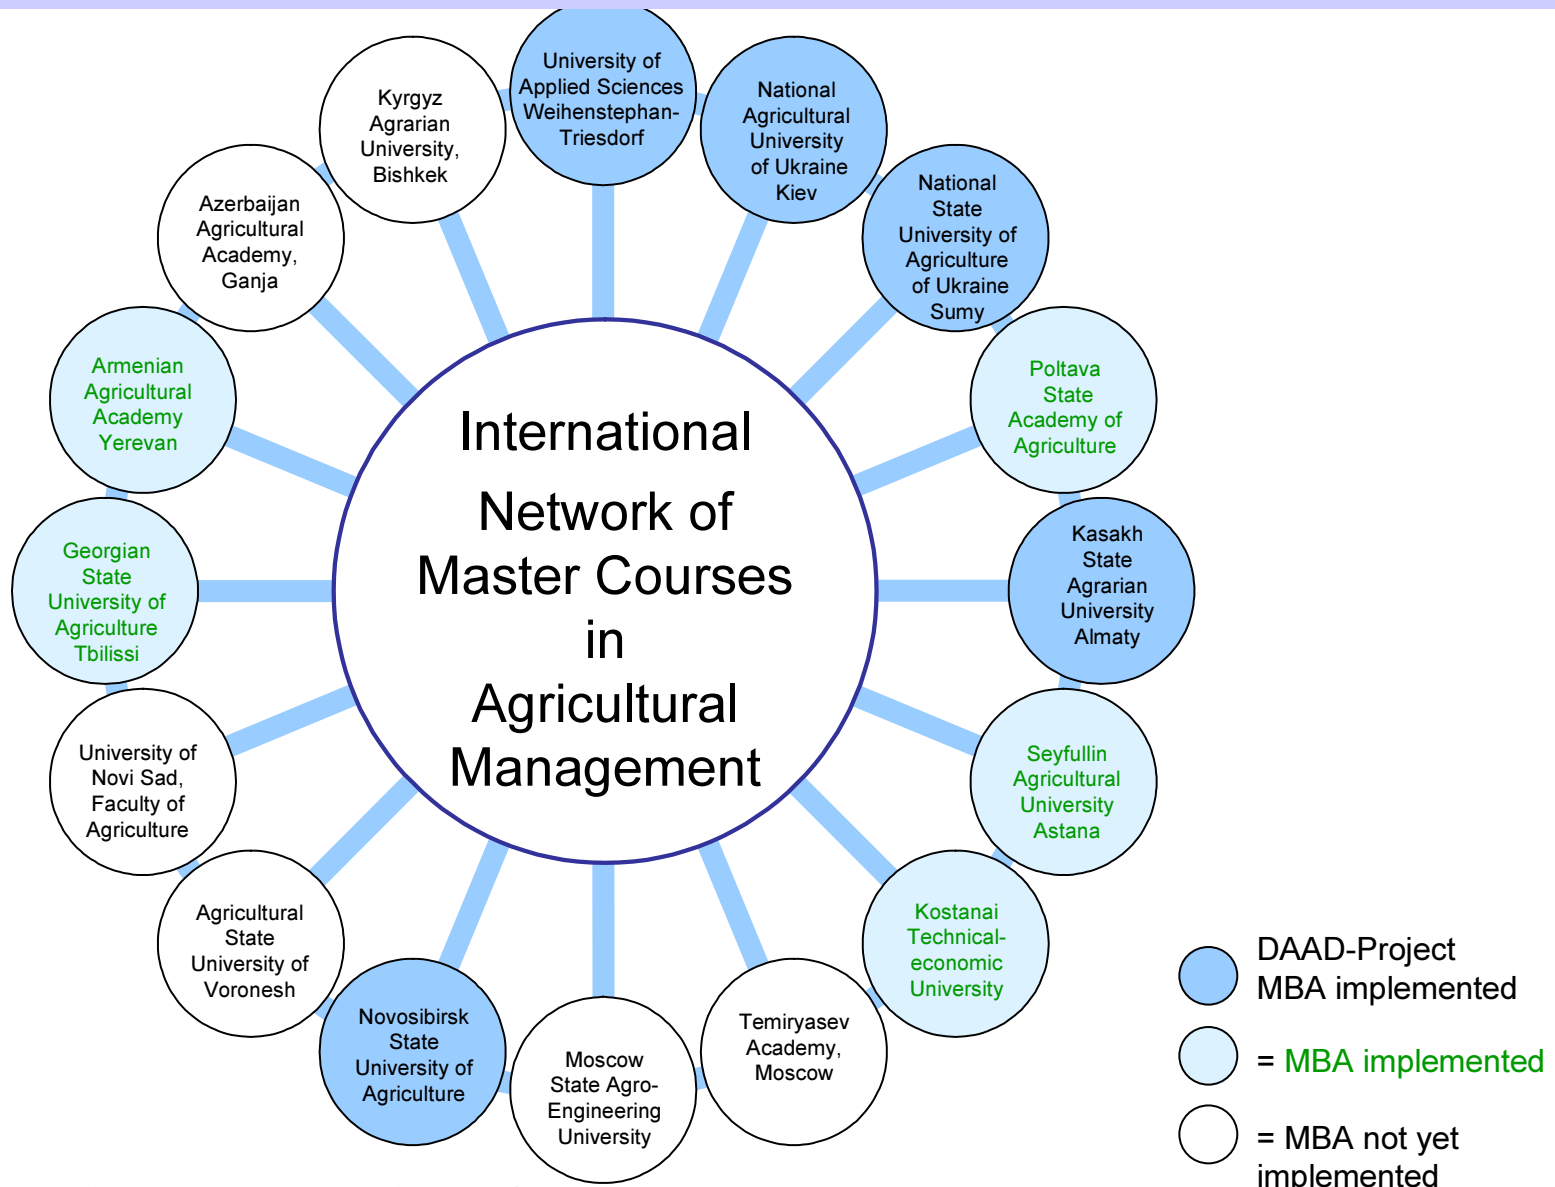 University of
Applied Sciences
Weihenstephan-
Triesdorf
National
Agricultural
University
of Ukraine
Kiev
National
State
University of
Agriculture
of Ukraine
Sumy
Poltava
State
Academy of
Agriculture
Kasakh
State
Agrarian
University
Almaty
Seyfullin
Agricultural
University
Astana
Kostanai
Technical-
economic
University
Temiryasev
Academy,
Moscow
Moscow
State Agro-
Engineering
University
Novosibirsk
State
University of
Agriculture
Agricultural
State
University of
Voronesh
University of
Novi Sad,
Faculty of
Agriculture
Georgian
State
University of
Agriculture
Tbilissi
Armenian
Agricultural
Academy
Yerevan
Azerbaijan
Agricultural
Academy,
Ganja
Kyrgyz
Agrarian
University,
Bishkek
International
Network of
Master Courses
in
Agricultural
Management
DAAD-Project
MBA implemented
= MBA implemented
= MBA not yet
implemented